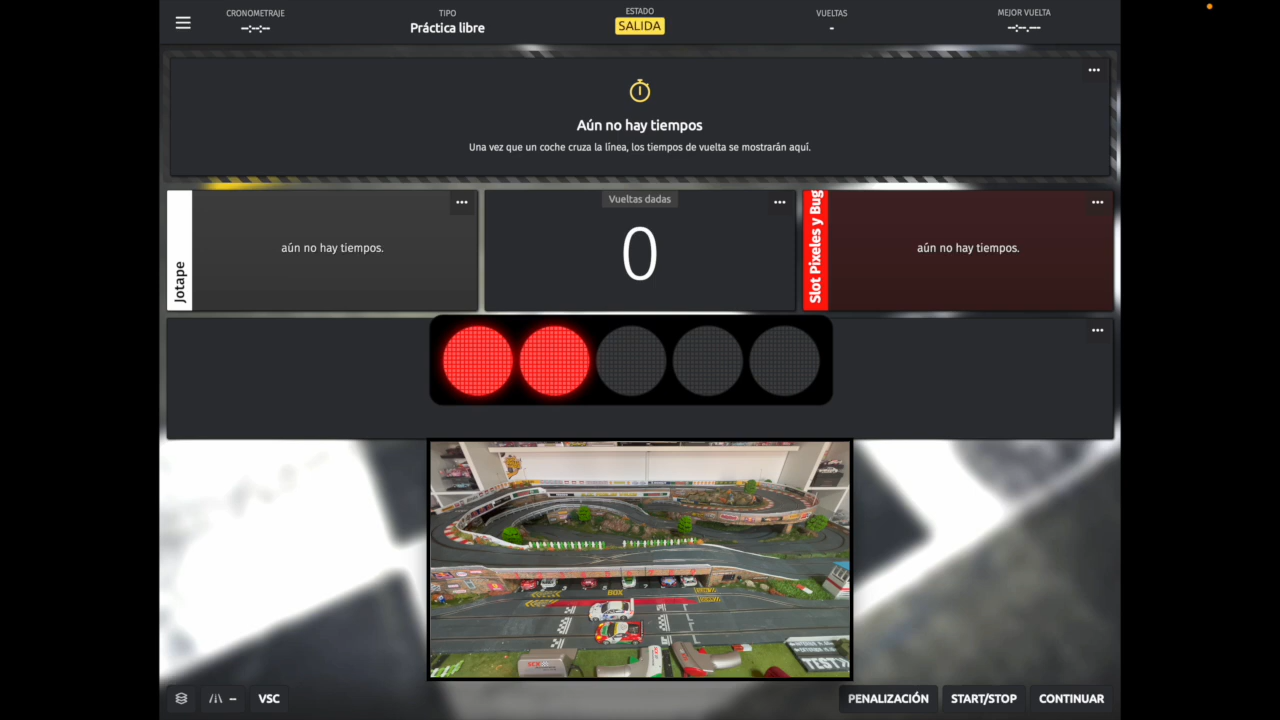 CRONOMETRAJE
--:--:--
TIPO
Práctica libre
ESTADO
SALIDA
VUELTAS
-
MEJOR VUELTA
--:--.---
Aún no hay tiempos
Una vez que un coche cruza la línea, los tiempos de vuelta se mostrarán aquí.
Jotape
aún no hay tiempos.
Vueltas dadas
0
Slot Pixeles y Bug
aún no hay tiempos.
TEST
--
VSC
PENALIZACIÓN
START/STOP
CONTINUAR